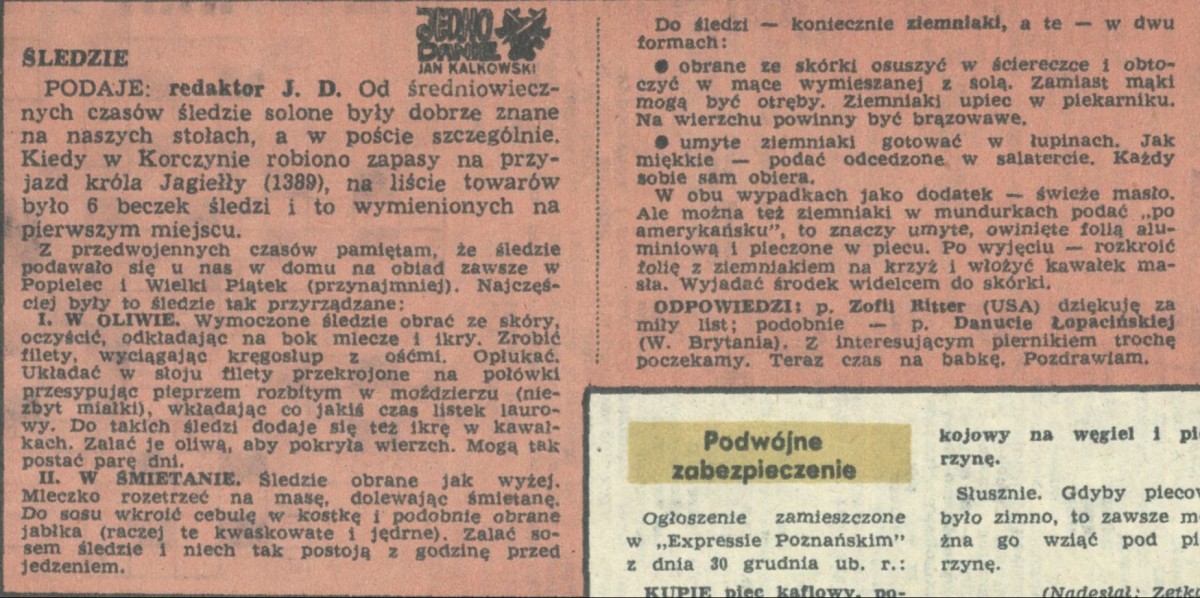 JEDNO
DANIE
JAN KALKOWSKI
ŚLEDZIE
PODAJE: redaktor J. D. Od średniowiecz-
nych czasów śledzie solone były dobrze znane
na naszych stołach, a w poście szczególnie.
Kiedy w Korczynie robiono zapasy na przy-
jazd króla Jagiełły (1389), na liście towarów
było 6 beczek śledzi i to wymienionych na
pierwszym miejscu.
Z przedwojennych czasów pamiętam, że śledzie
podawało się u nas w domu na obiad zawsze w
Popielec i Wielki Piątek (przynajmniej). Najczęś-
ciej były to śledzie tak przyrządzane:
I. W OLIWIE. Wymoczone śledzie obrać ze skóry,
oczyścić, odkładając na bok mlecze i ikry. Zrobić
filety, wyciągając kręgosłup z ośćmi. Opłukać.
Układać w słoju filety przekrojone na połówki
przesypując pieprzem rozbitym w moździerzu (nie-
zbyt miałki), wkładając co jakiś czas listek lauro-
wy. Do takich śledzi dodaje się też ikrę w kawał-
kach. Zalać je oliwą, aby pokryła wierzch. Mogą tak
postać parę dni.
II. W ŚMIETANIE. Śledzie obrane jak wyżej.
Mleczko rozetrzeć na masę, dolewając śmietanę.
Do sosu wkroić cebulę w kostkę i podobnie obrane
jabłka (raczej te kwaskowate i jędrne). Zalać so-
sem śledzie i niech tak postoją z godzinę przed
jedzeniem.
Do śledzi — koniecznie ziemniaki, a te — w dwu
formach:
● obrane ze skórki osuszyć w ściereczce i obto-
czyć w mące wymieszanej z solą. Zamiast mąki
mogą być otręby. Ziemniaki upiec w piekarniku.
Na wierzchu powinny być brązowawe.
● umyte ziemniaki gotować w łupinach. Jak
miękkie — podać odcedzone w salaterce. Każdy
sobie sam obiera.
W obu wypadkach jako dodatek — świeże masło.
Ale można też ziemniaki w mundurkach podać „po
amerykańsku", to znaczy umyte, owinięte folią alu-
miniową i pieczone w piecu. Po wyjęciu — rozkroić
folię z ziemniakiem na krzyż i włożyć kawałek ma-
sła. Wyjadać środek widelcem do skórki.
ODPOWIEDZI: p. Zofii Ritter (USA) dziękuję za
miły list; podobnie — p. Danucie Łopacińskiej
(W. Brytania). Z interesującym piernikiem trochę
poczekamy. Teraz czas na babkę. Pozdrawiam.
Podwójne
zabezpieczenie
Ogłoszenie zamieszczone
w „Expressie Poznańskim"
z dnia 30 grudnia ub. r.:
KUPIĘ piec kaflowy, po-
kojowy na węgiel i pie
rzynę.
Słusznie. Gdyby piecow
było zimno, to zawsze m
żna go wziąć pod pi
rzynę.
(Nadesłał: Zetk